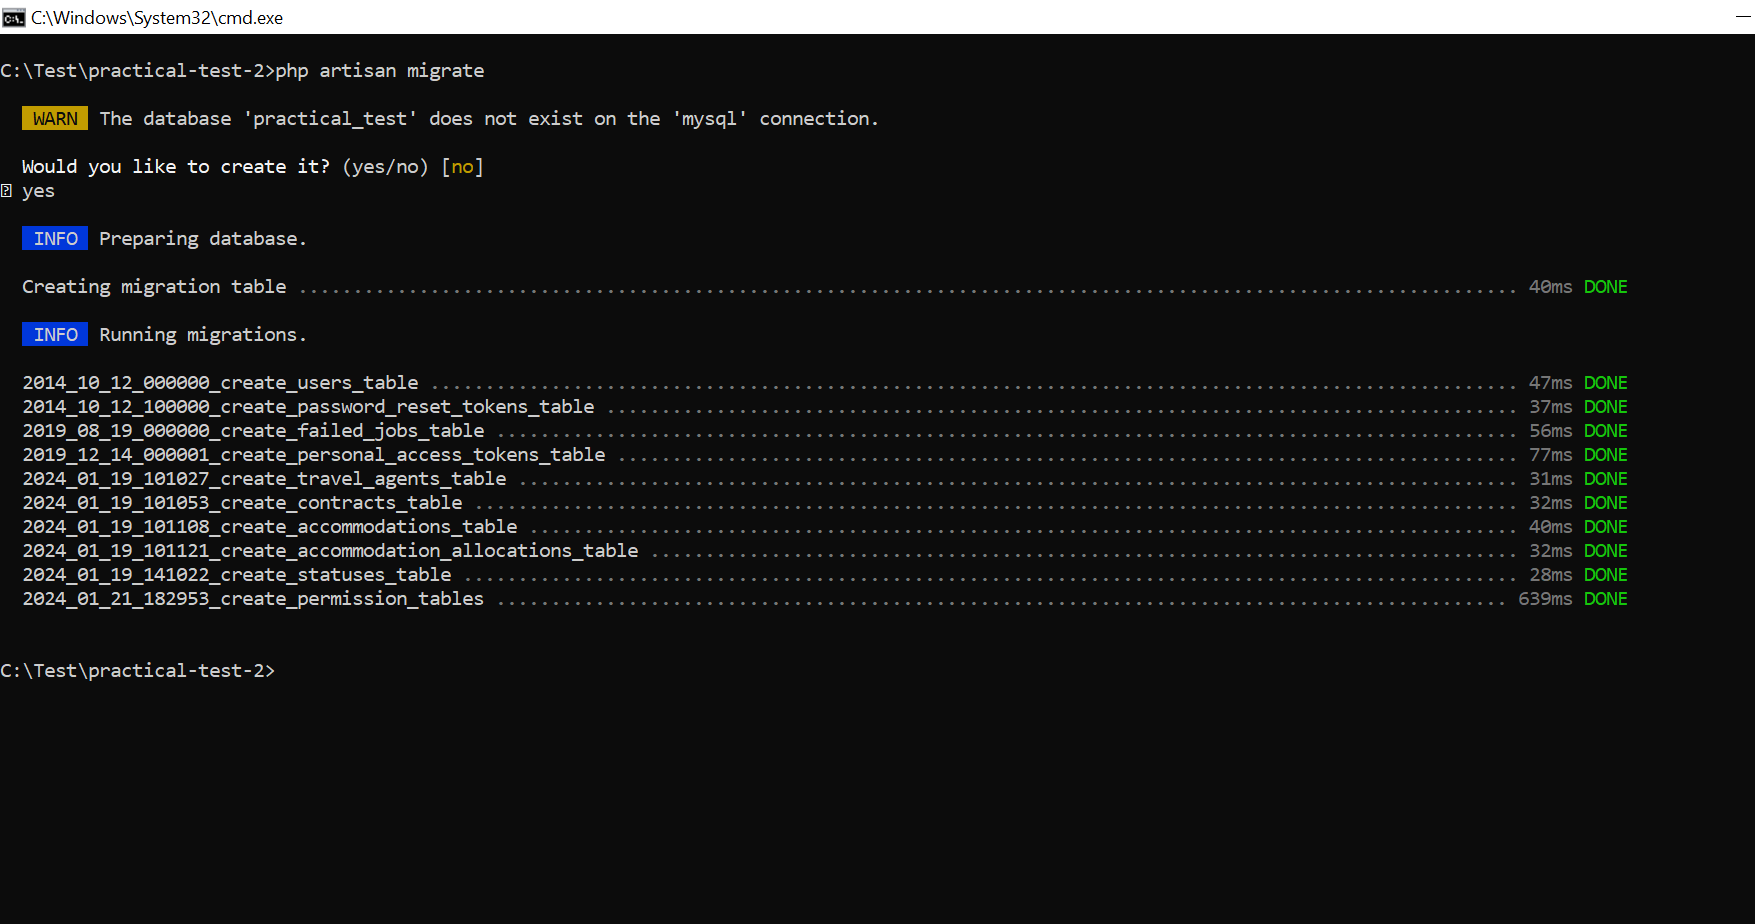 C:\Windows\System32\cmd.exe
C:\Test\practical-test-2>php artisan migrate
WARN The database 'practical_test' does not exist on the 'mysql' connection.
Would you like to create it? (yes/no) [no]
yes
INFO Preparing database.
Creating migration table ............................................................................................................... 40ms DONE
INFO Running migrations.
2014_10_12_000000_create_users_table ................................................................................................... 47ms DONE
2014_10_12_100000_create_password_reset_tokens_table ................................................................................... 37ms DONE
2019_08_19_000000_create_failed_jobs_table ............................................................................................. 56ms DONE
2019_12_14_000001_create_personal_access_tokens_table .................................................................................. 77ms DONE
2024_01_19_101027_create_travel_agents_table ........................................................................................... 31ms DONE
2024_01_19_101053_create_contracts_table ............................................................................................... 32ms DONE
2024_01_19_101108_create_accommodations_table .......................................................................................... 40ms DONE
2024_01_19_101121_create_accommodation_allocations_table ............................................................................... 32ms DONE
2024_01_19_141022_create_statuses_table ................................................................................................ 28ms DONE
2024_01_21_182953_create_permission_tables ............................................................................................ 639ms DONE
C:\Test\practical-test-2>